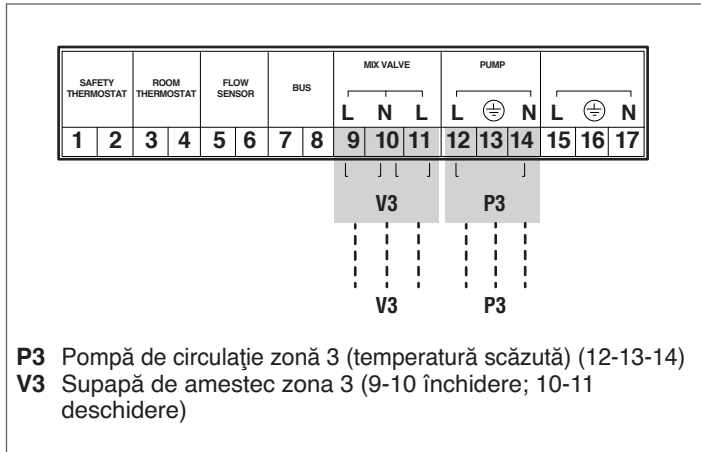 MIX VALVE PUMP
SAFETY THERMOSTAT ROOM THERMOSTAT FLOW SENSOR BUS
L N L L N L N
1 2 3 4 5 6 7 8 9 10 11 12 13 14 15 16 17
V3 P3
V3 P3
P3 Pompă de circulaţie zonă 3 (temperatură scăzută) (12-13-14)
V3 Supapă de amestec zona 3 (9-10 închidere; 10-11
deschidere)